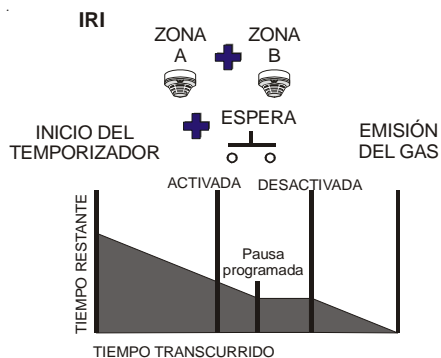 IRI
ZONA
A
ZONA
B
ESPERA
INICIO DEL
TEMPORIZADOR
EMISIÓN
DEL GAS
ACTIVADA
DESACTIVADA
TIEMPO RESTANTE
Pausa
programada
TIEMPO TRANSCURRIDO